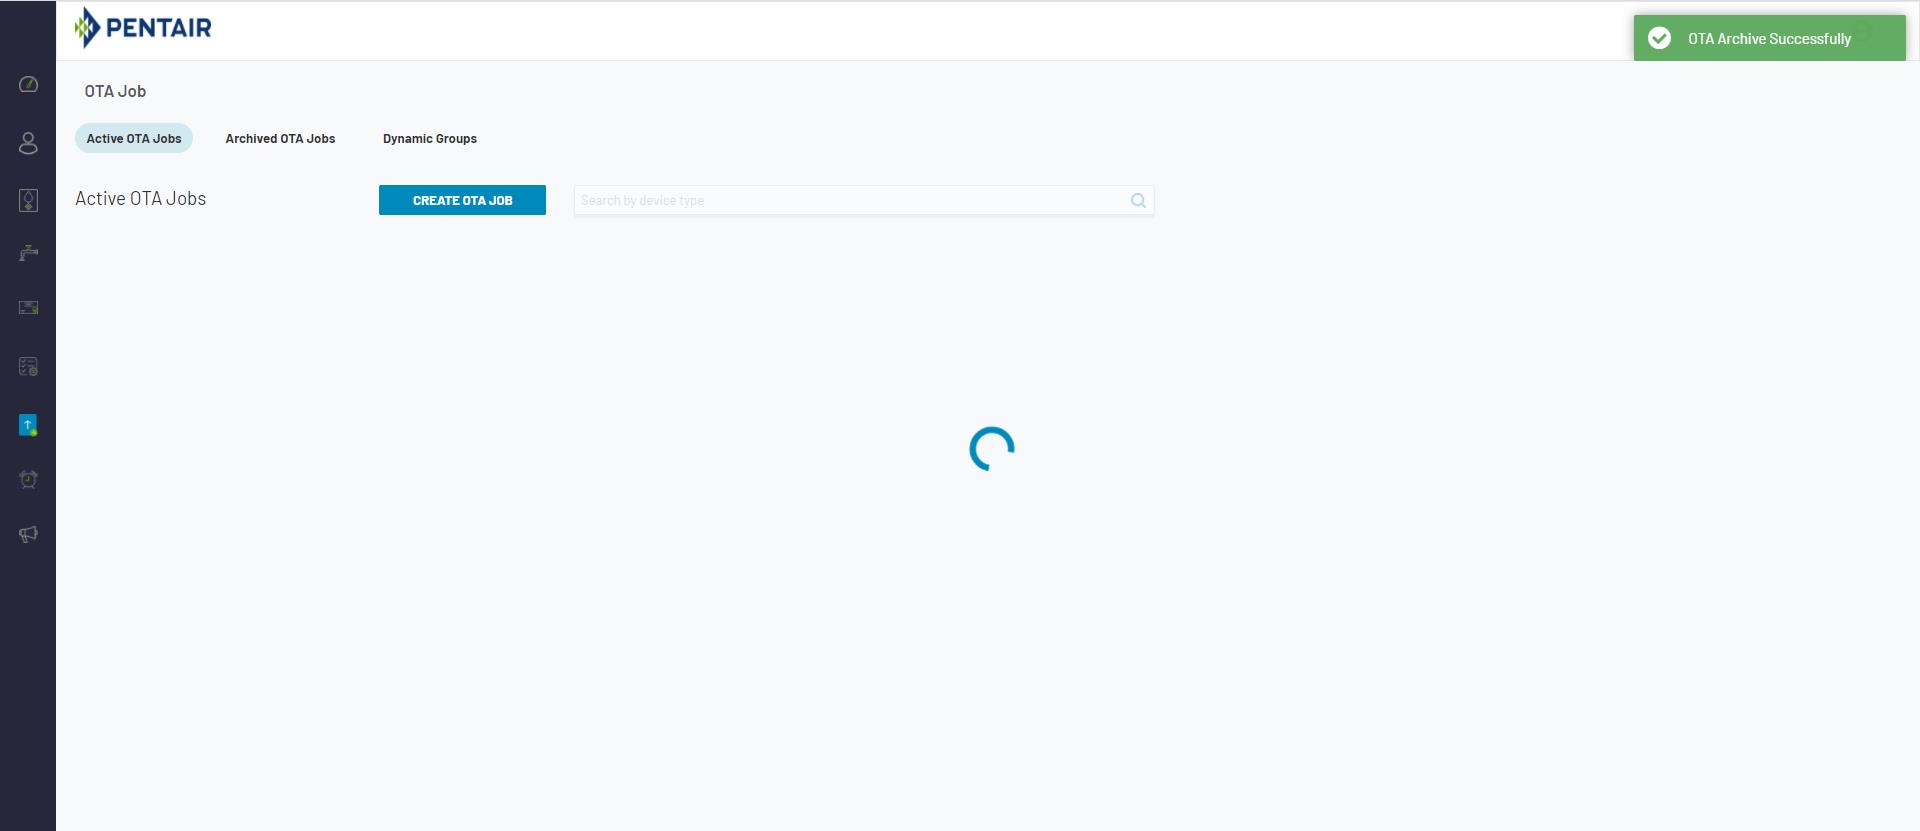 PENTAIR
OTA Archive Successfully
OTA Job
Active OTA Jobs
Archived OTA Jobs
Dynamic Groups
Active OTA Jobs
CREATE OTA JOB
Search by device type